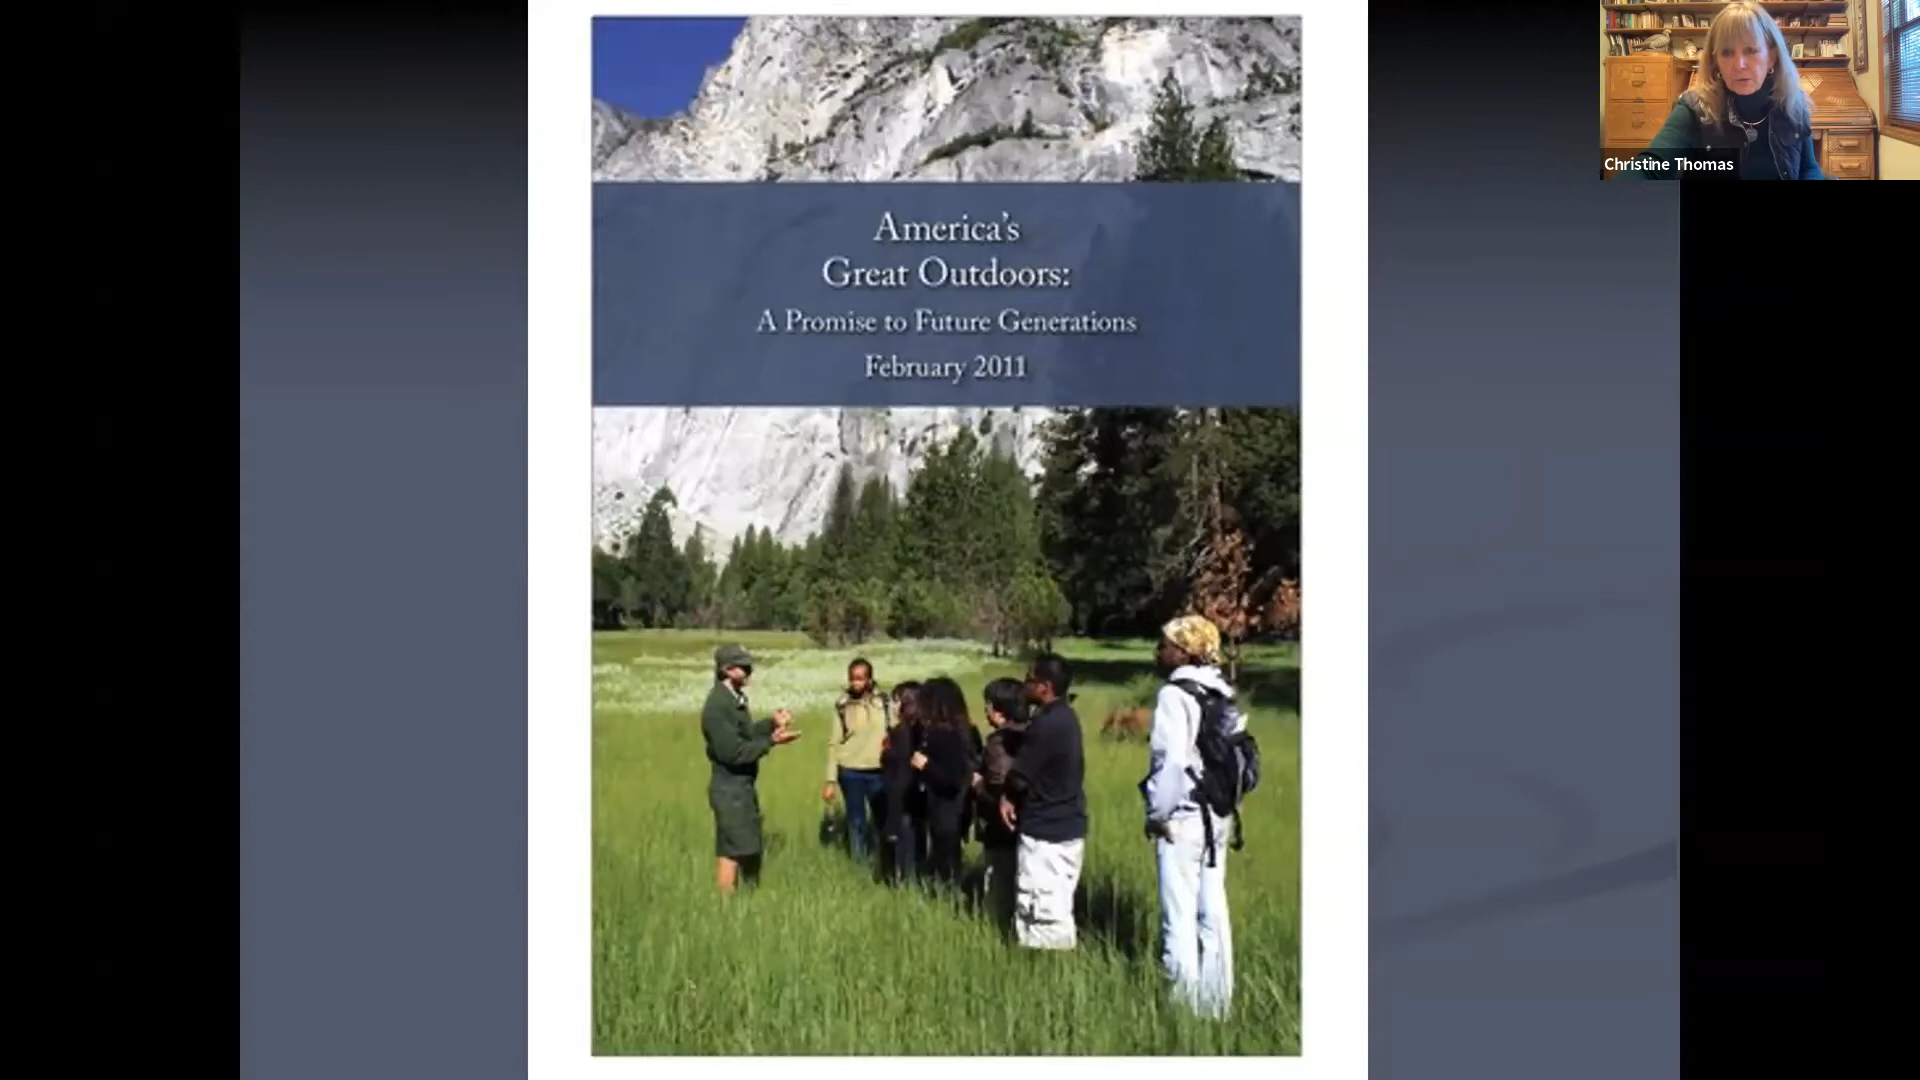 America's
Great Outdoors:
A Promise to Future Generations
February 2011
Christine Thomas